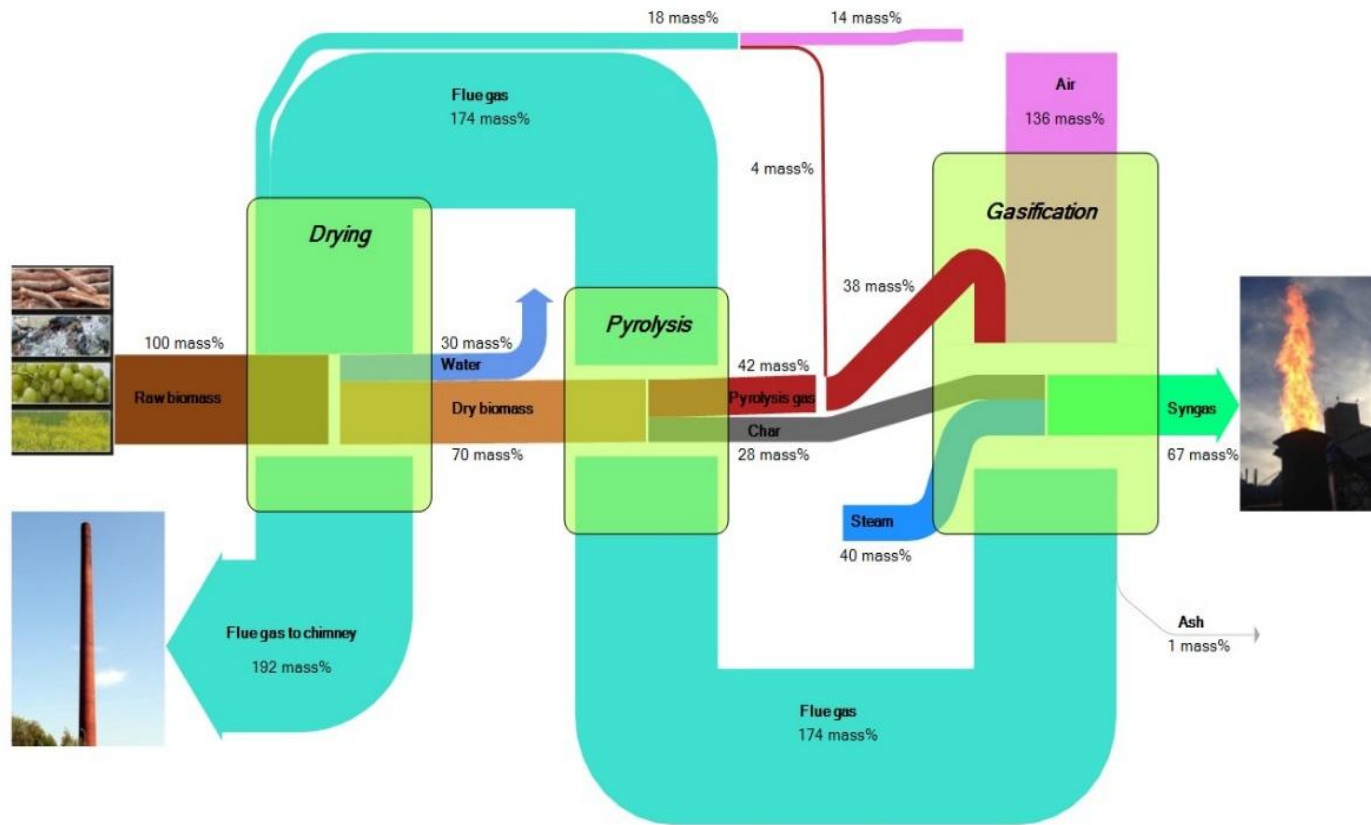 18 mass%
14 mass%
Flue gas
174 mass%
Air
136 mass%
4 mass%
Drying
Gasification
38 mass%
Pyrolysis
100 mass%
30 mass%
Water
42 mass%
Raw biomass
Dry biomass
Pyrolysis gas
Syngas
Char
70 mass%
28 mass%
67 mass%
Steam
40 mass%
Ash
1 mass%
Flue gas to chimney
192 mass%
Flue gas
174 mass%